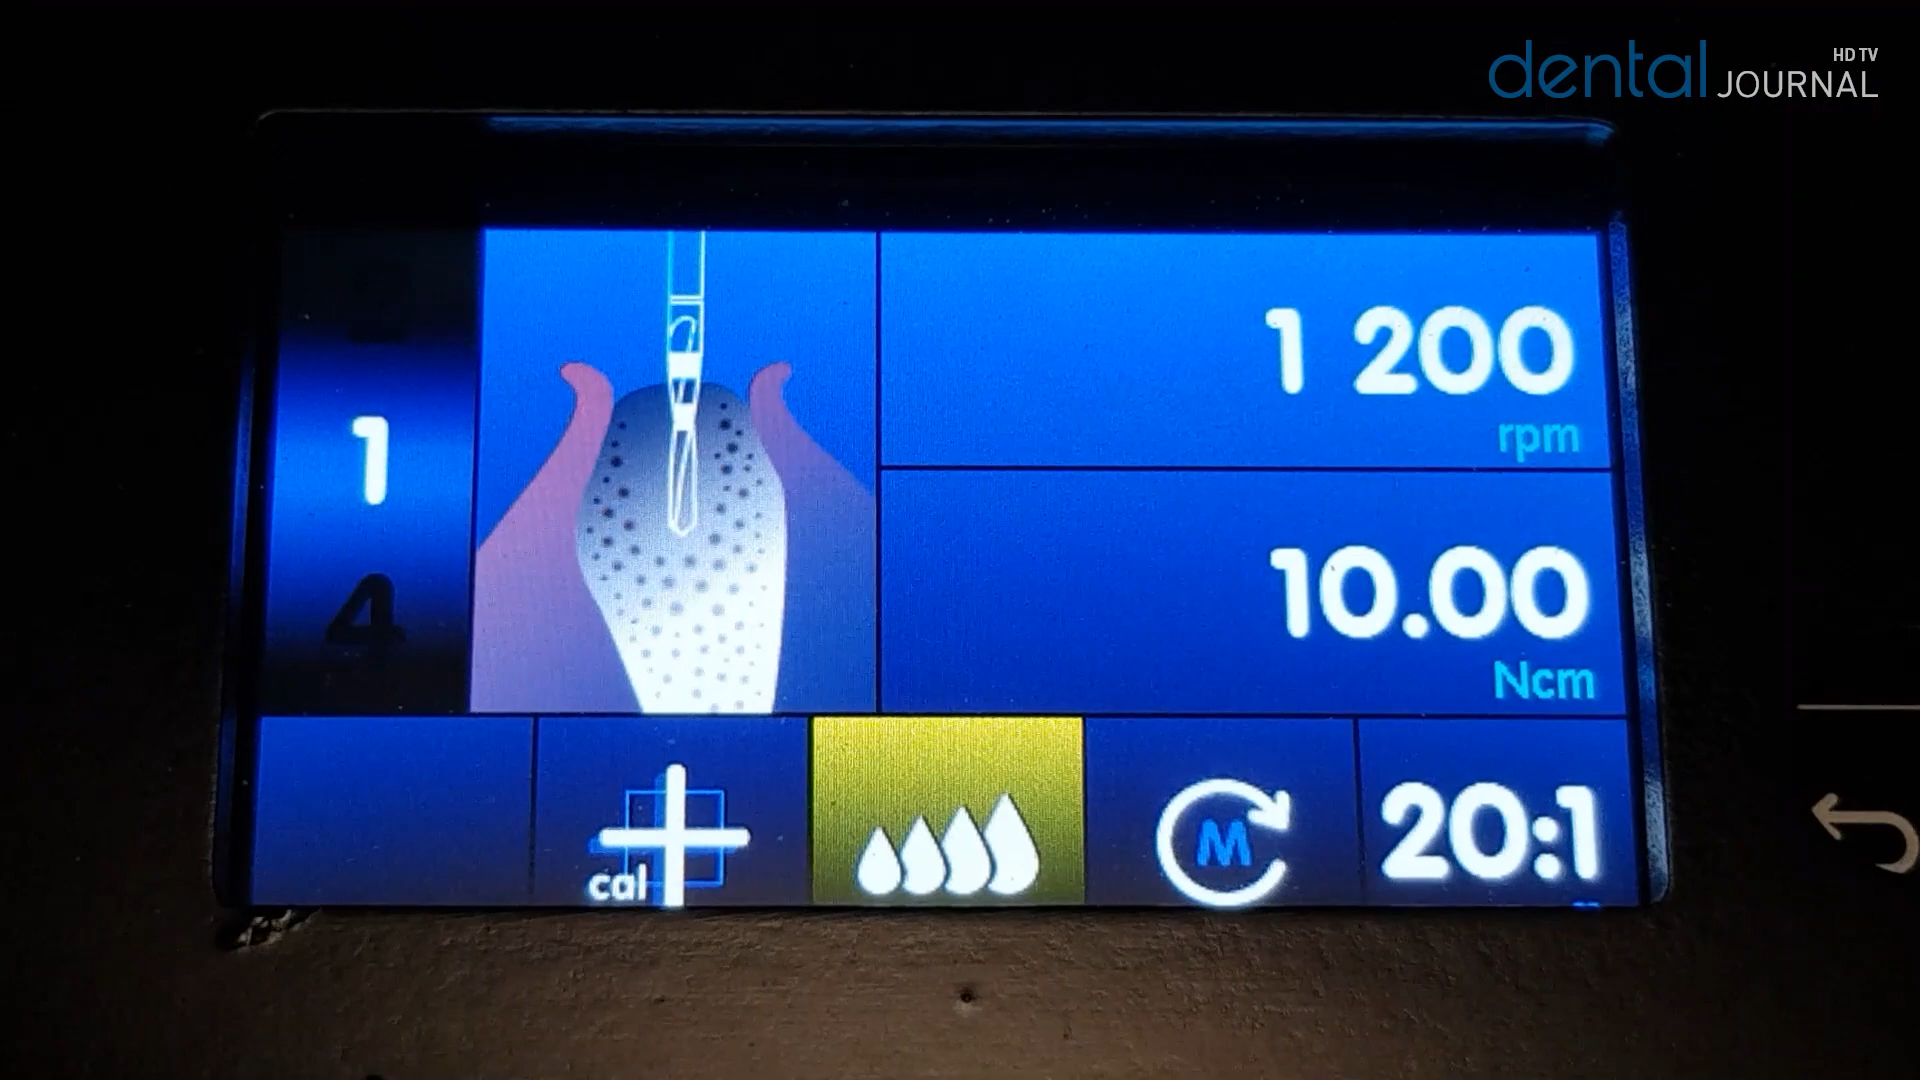 dental JOURNAL HD TV
1
4
1 200
rpm
10.00
Ncm
cal
M
20:1